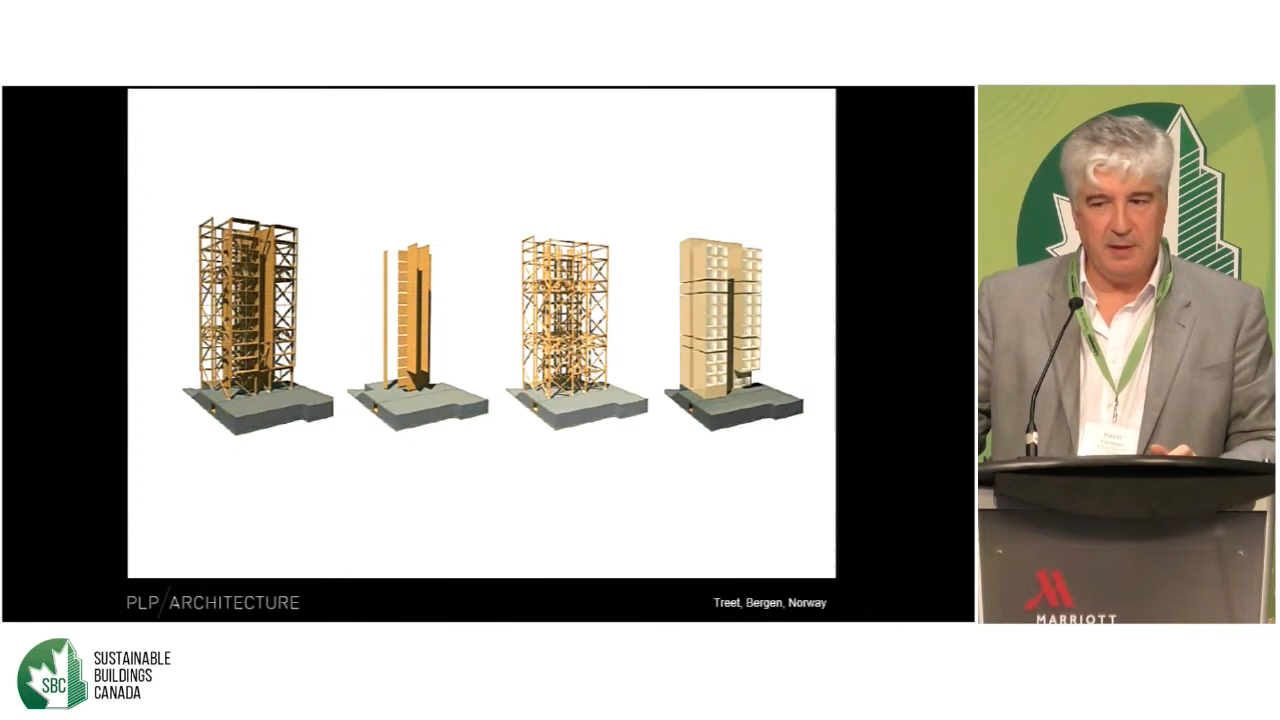 PLP/ARCHITECTURE
Treet, Bergen, Norway
MARRIOTT
SBC
SUSTAINABLE
BUILDINGS
CANADA